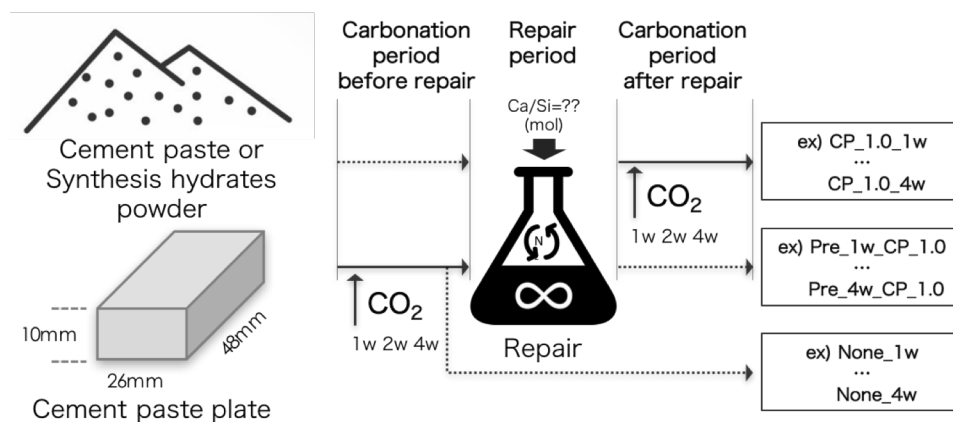 Cement paste or
Synthesis hydrates
powder
10mm
26mm
48mm
Cement paste plate
Carbonation
period
before repair
Repair
period
Carbonation
period
after repair
Ca/Si=??
(mol)
N
∞
Repair
CO₂
1w 2w 4w
CO₂
1w 2w 4w
ex) CP_1.0_1w
...
CP_1.0_4w
ex) Pre_1w_CP_1.0
...
Pre_4w_CP_1.0
ex) None_1w
...
None_4w